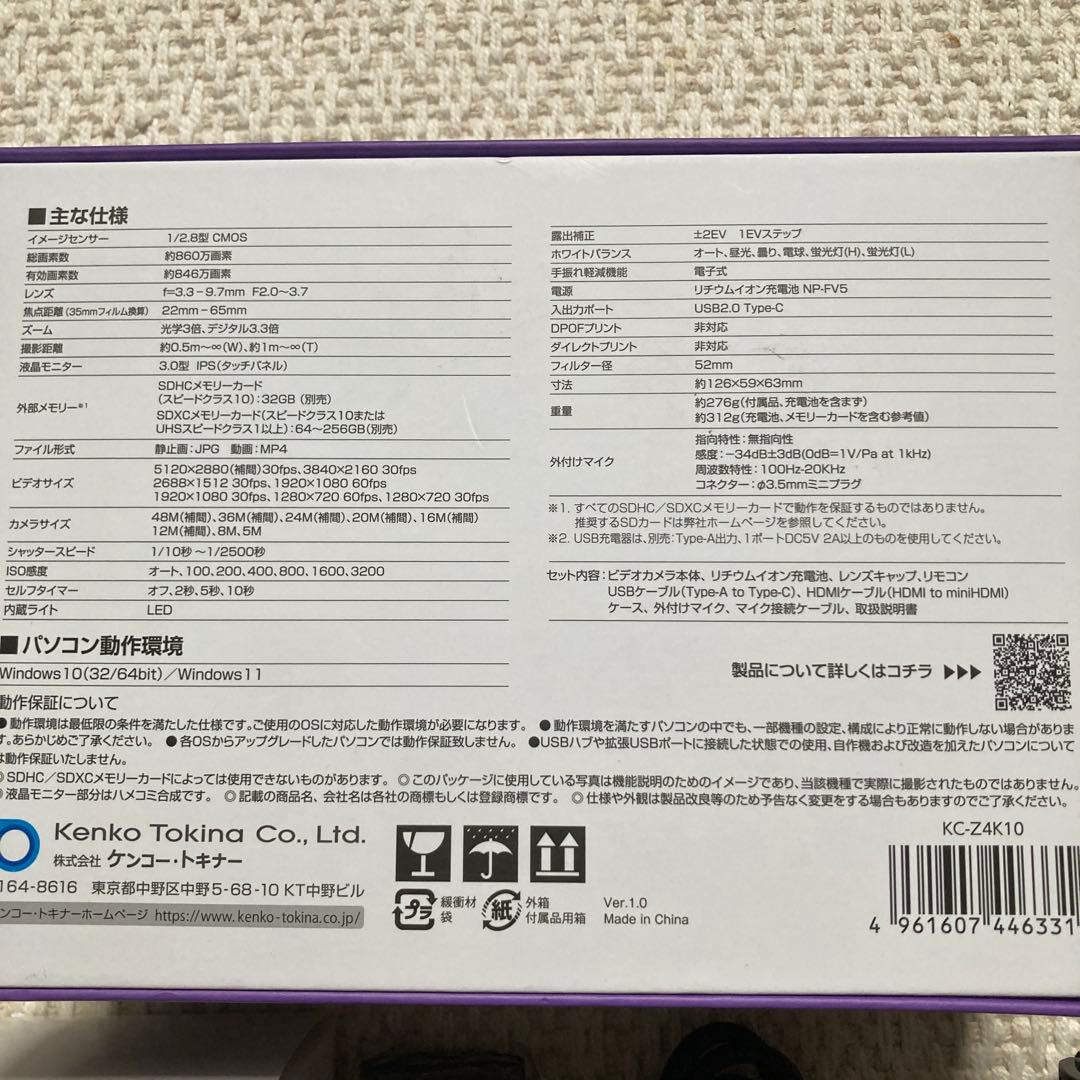 ■主な仕様
イメージセンサー 1/2.8型 CMOS
総画素数 約860万画素
有効画素数 約846万画素
レンズ f=3.3-9.7mm F2.0〜3.7
焦点距離(35mmフィルム換算) 22mm-65mm
ズーム 光学3倍、デジタル3.3倍
撮影距離 約0.5m〜∞(W)、約1m〜∞(T)
液晶モニター 3.0型 IPS(タッチパネル)
外部メモリー※1 SDHCメモリーカード
(スピードクラス10):32GB (別売)
SDXCメモリーカード(スピードクラス10または
UHSスピードクラス1以上):64〜256GB(別売)
ファイル形式 静止画:JPG 動画:MP4
ビデオサイズ 5120×2880(補間)30fps、3840×2160 30fps
2688×1512 30fps、1920×1080 60fps
1920×1080 30fps、1280×720 60fps、1280×720 30fps
カメラサイズ 48M(補間)、36M(補間)、24M(補間)、20M(補間)、16M(補間)
12M(補間)、8M、5M
シャッタースピード 1/10秒〜1/2500秒
ISO感度 オート、100、200、400、800、1600、3200
セルフタイマー オフ、2秒、5秒、10秒
内蔵ライト LED
露出補正 ±2EV 1EVステップ
ホワイトバランス オート、昼光、曇り、電球、蛍光灯(H)、蛍光灯(L)
手振れ軽減機能 電子式
電源 リチウムイオン充電池 NP-FV5
入出力ポート USB2.0 Type-C
DPOFプリント 非対応
ダイレクトプリント 非対応
フィルター径 52mm
寸法 約126×59×63mm
重量 約276g(付属品、充電池を含まず)
約312g(充電池、メモリーカードを含む参考値)
外付けマイク 指向特性:無指向性
感度:-34dB±3dB(0dB=1V/Pa at 1kHz)
周波数特性:100Hz-20KHz
コネクター:φ3.5mmミニプラグ
※1. すべてのSDHC/SDXCメモリーカードで動作を保証するものではありません。
推奨するSDカードは弊社ホームページを参照してください。
※2. USB充電器は、別売:Type-A出力、1ポートDC5V 2A以上のものを使用してください。
セット内容:ビデオカメラ本体、リチウムイオン充電池、レンズキャップ、リモコン
USBケーブル(Type-A to Type-C)、HDMIケーブル(HDMI to miniHDMI)
ケース、外付けマイク、マイク接続ケーブル、取扱説明書
■パソコン動作環境
Windows10(32/64bit)/Windows11
製品について詳しくはコチラ ▶▶▶
動作保証について
●動作環境は最低限の条件を満たした仕様です。ご使用のOSに対応した動作環境が必要になります。 ●動作環境を満たすパソコンの中でも、一部機種の設定、構成により正常に動作しない場合がありま
す。あらかじめご了承ください。 ●各OSからアップグレードしたパソコンでは動作保証致しません。 ●USBハブや拡張USBポートに接続した状態での使用、自作機および改造を加えたパソコンについて
は動作保証いたしません。
◎SDHC/SDXCメモリーカードによっては使用できないものがあります。 ◎このパッケージに使用している写真は機能説明のためのイメージであり、当該機種で実際に撮影されたものではありません。
◎液晶モニター部分はハメコミ合成です。 ◎記載の商品名、会社名は各社の商標もしくは登録商標です。 ◎仕様や外観は製品改良等のため予告なく変更をする場合もありますのでご了承ください。
Kenko Tokina Co., Ltd.
株式会社 ケンコー・トキナー
164-8616 東京都中野区中野5-68-10 KT中野ビル
ケンコー・トキナーホームページ https://www.kenko-tokina.co.jp/
プラ 緩衝材
袋
紙 外箱
付属品用箱
Ver.1.0
Made in China
KC-Z4K10
4 961607 446331